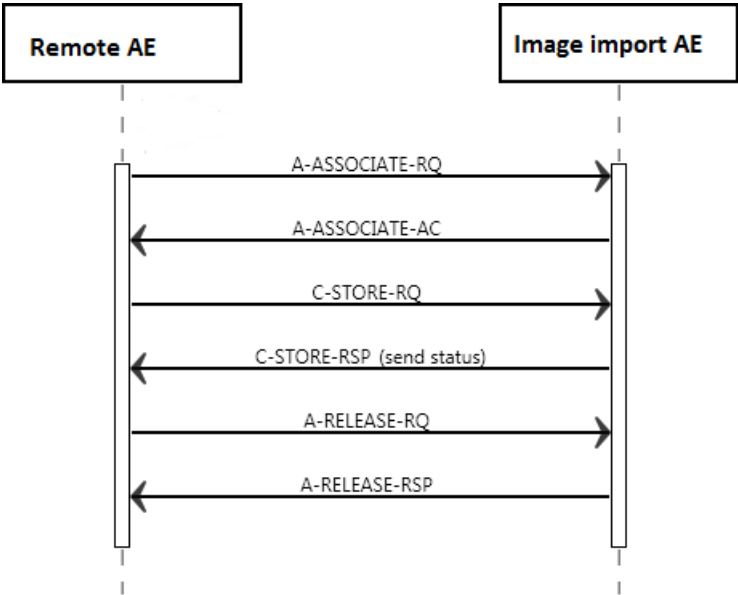 Remote AE
Image import AE
A-ASSOCIATE-RQ
A-ASSOCIATE-AC
C-STORE-RQ
C-STORE-RSP (send status)
A-RELEASE-RQ
A-RELEASE-RSP